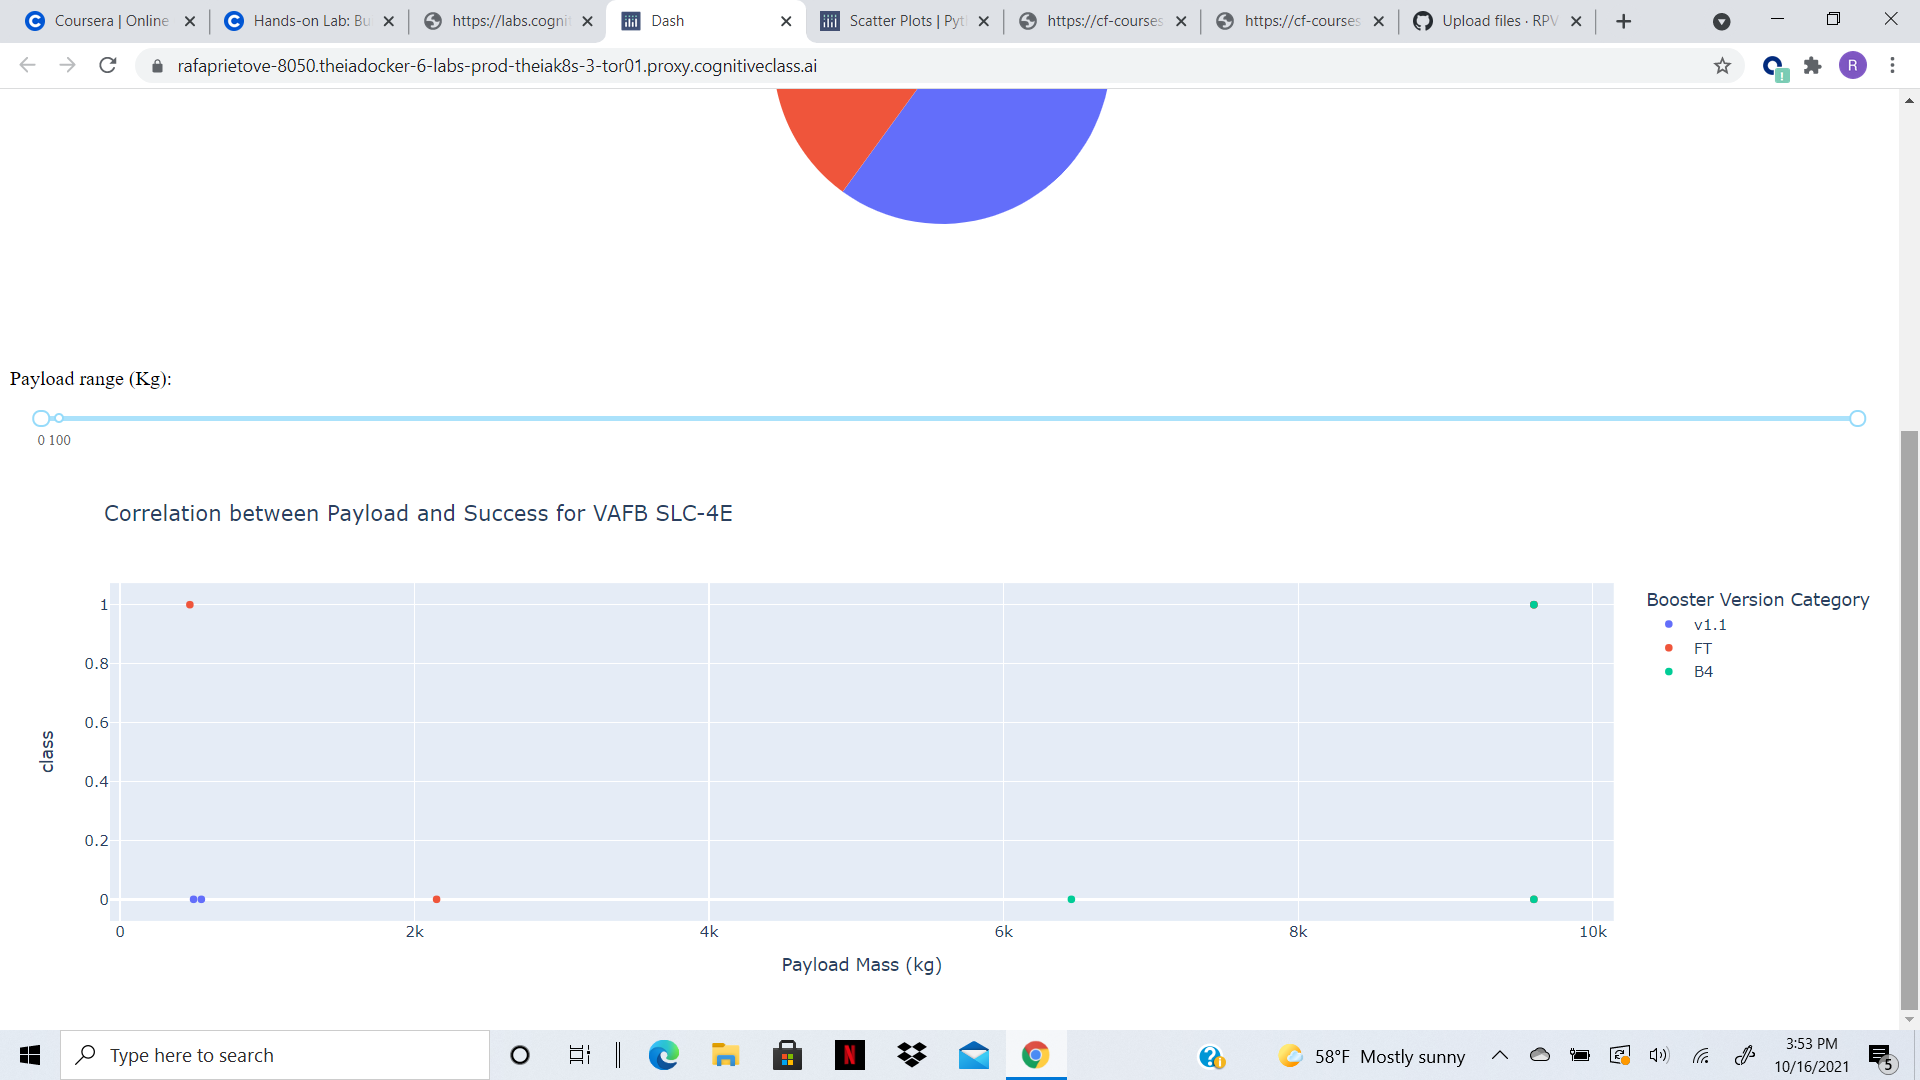 Coursera | Online
Hands-on Lab: Bu
https://labs.cogni
Dash
Scatter Plots | Pyt
https://cf-courses
https://cf-courses
Upload files · RPV
rafaprietove-8050.theiadocker-6-labs-prod-theiak8s-3-tor01.proxy.cognitiveclass.ai
R
Payload range (Kg):
0 100
Correlation between Payload and Success for VAFB SLC-4E
Booster Version Category
v1.1
FT
B4
class
1
0.8
0.6
0.4
0.2
0
0 2k 4k 6k 8k 10k
Payload Mass (kg)
Type here to search
N
58°F Mostly sunny
3:53 PM
10/16/2021
5